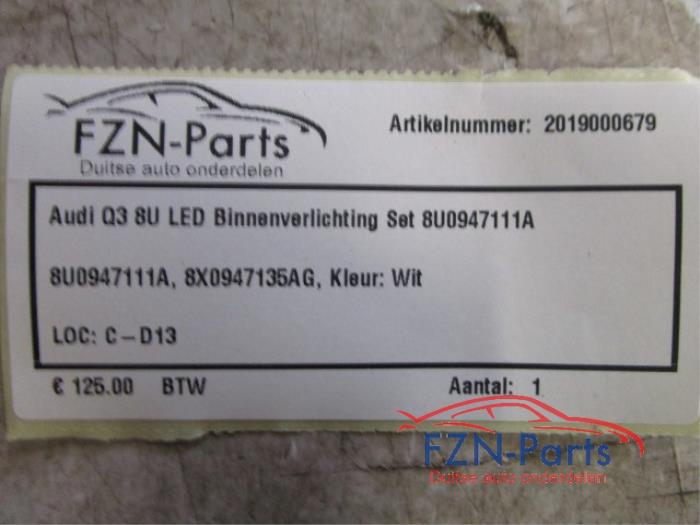 FZN-Parts
Duitse auto onderdelen
Artikelnummer: 2019000679
Audi Q3 8U LED Binnenverlichting Set 8U0947111A
8U0947111A, 8X0947135AG, Kleur: Wit
LOC: C-D13
€ 125.00 BTW
Aantal: 1
FZN-Parts
Duitse auto onderdelen